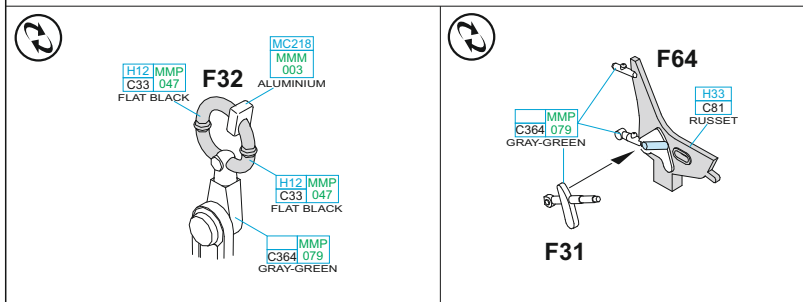 MC218
MMM
003
ALUMINIUM
H12 MMP
C33 047
FLAT BLACK
F32
H12 MMP
C33 047
FLAT BLACK
MMP
C364 079
GRAY-GREEN
F64
H33
C81
RUSSET
MMP
C364 079
GRAY-GREEN
F31